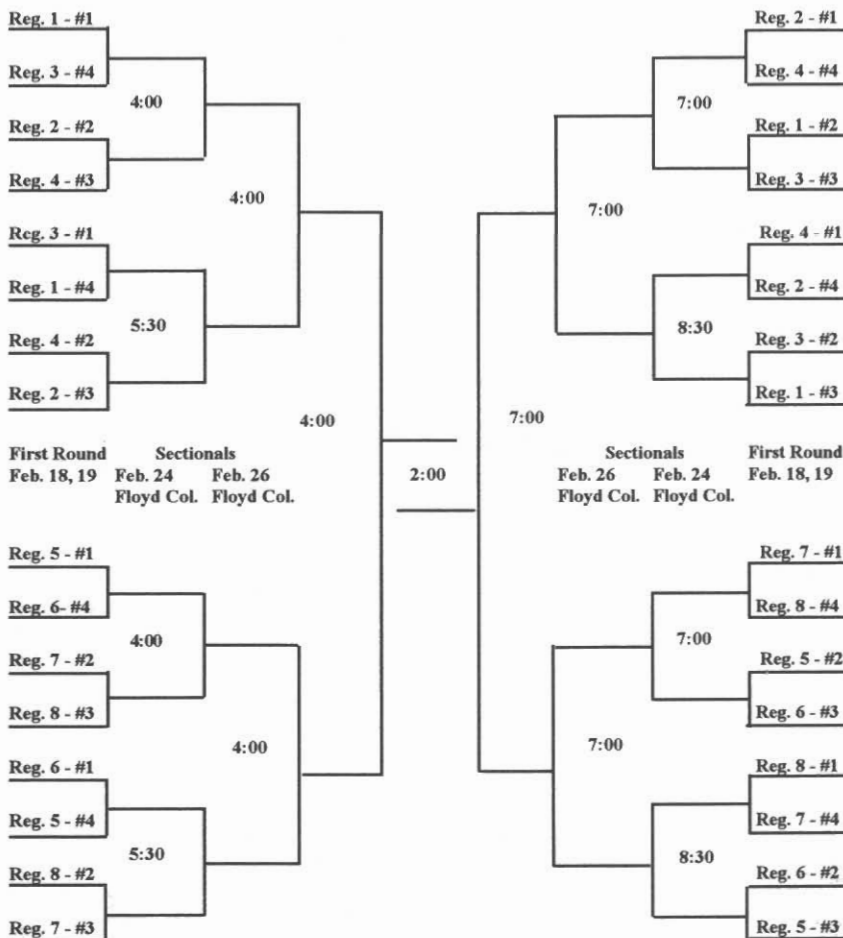 Reg. 1 - #1
Reg. 3 - #4
4:00
Reg. 2 - #2
Reg. 4 - #3
4:00
Reg. 3 - #1
Reg. 1 - #4
5:30
Reg. 4 - #2
Reg. 2 - #3
4:00
First Round
Feb. 18, 19
Sectionals
Feb. 24 Feb. 26
Floyd Col. Floyd Col.
Reg. 5 - #1
Reg. 6- #4
4:00
Reg. 7 - #2
Reg. 8 - #3
4:00
Reg. 6 - #1
Reg. 5 - #4
5:30
Reg. 8 - #2
Reg. 7 - #3
2:00
Reg. 2 - #1
Reg. 4 - #4
7:00
Reg. 1 - #2
Reg. 3 - #3
7:00
Reg. 4 - #1
Reg. 2 - #4
8:30
Reg. 3 - #2
Reg. 1 - #3
7:00
Sectionals
Feb. 26 Feb. 24
Floyd Col. Floyd Col.
First Round
Feb. 18, 19
Reg. 7 - #1
Reg. 8 - #4
7:00
Reg. 5 - #2
Reg. 6 - #3
7:00
Reg. 8 - #1
Reg. 7 - #4
8:30
Reg. 6 - #2
Reg. 5 - #3